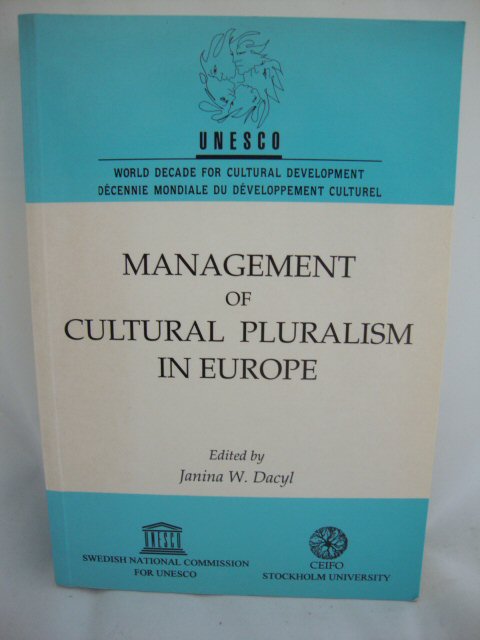 UNESCO
WORLD DECADE FOR CULTURAL DEVELOPMENT
DÉCENNIE MONDIALE DU DÉVELOPPEMENT CULTUREL
MANAGEMENT
OF
CULTURAL PLURALISM
IN EUROPE
Edited by
Janina W. Dacyl
UNESCO
SWEDISH NATIONAL COMMISSION
FOR UNESCO
CEIFO
STOCKHOLM UNIVERSITY